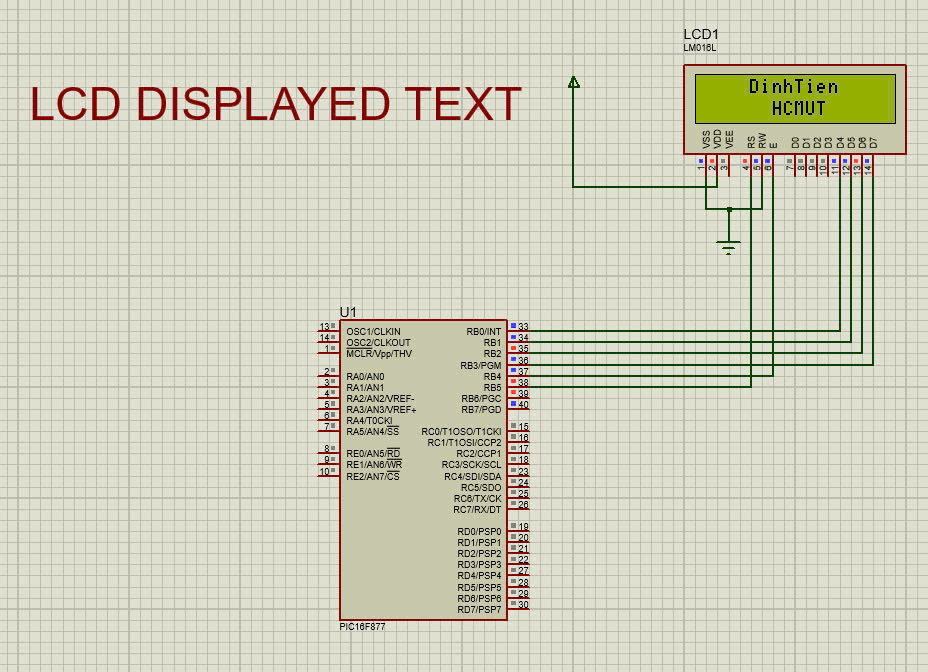 LCD1
LM016L
LCD DISPLAYED TEXT
DinhTien
HCMUT
VSS VDD VEE RS RW E D0 D1 D2 D3 D4 D5 D6 D7
1 2 3 4 5 6 7 8 9 10 11 12 13 14
U1
13 OSC1/CLKIN RB0/INT 33
14 OSC2/CLKOUT RB1 34
1 MCLR/Vpp/THV RB2 35
RB3/PGM 36
2 RA0/AN0 RB4 37
3 RA1/AN1 RB5 38
4 RA2/AN2/VREF- RB6/PGC 39
5 RA3/AN3/VREF+ RB7/PGD 40
6 RA4/T0CKI
7 RA5/AN4/SS RC0/T1OSO/T1CKI 15
RC1/T1OSI/CCP2 16
8 RE0/AN5/RD RC2/CCP1 17
9 RE1/AN6/WR RC3/SCK/SCL 18
10 RE2/AN7/CS RC4/SDI/SDA 23
RC5/SDO 24
RC6/TX/CK 25
RC7/RX/DT 26
RD0/PSP0 19
RD1/PSP1 20
RD2/PSP2 21
RD3/PSP3 22
RD4/PSP4 27
RD5/PSP5 28
RD6/PSP6 29
RD7/PSP7 30
PIC16F877